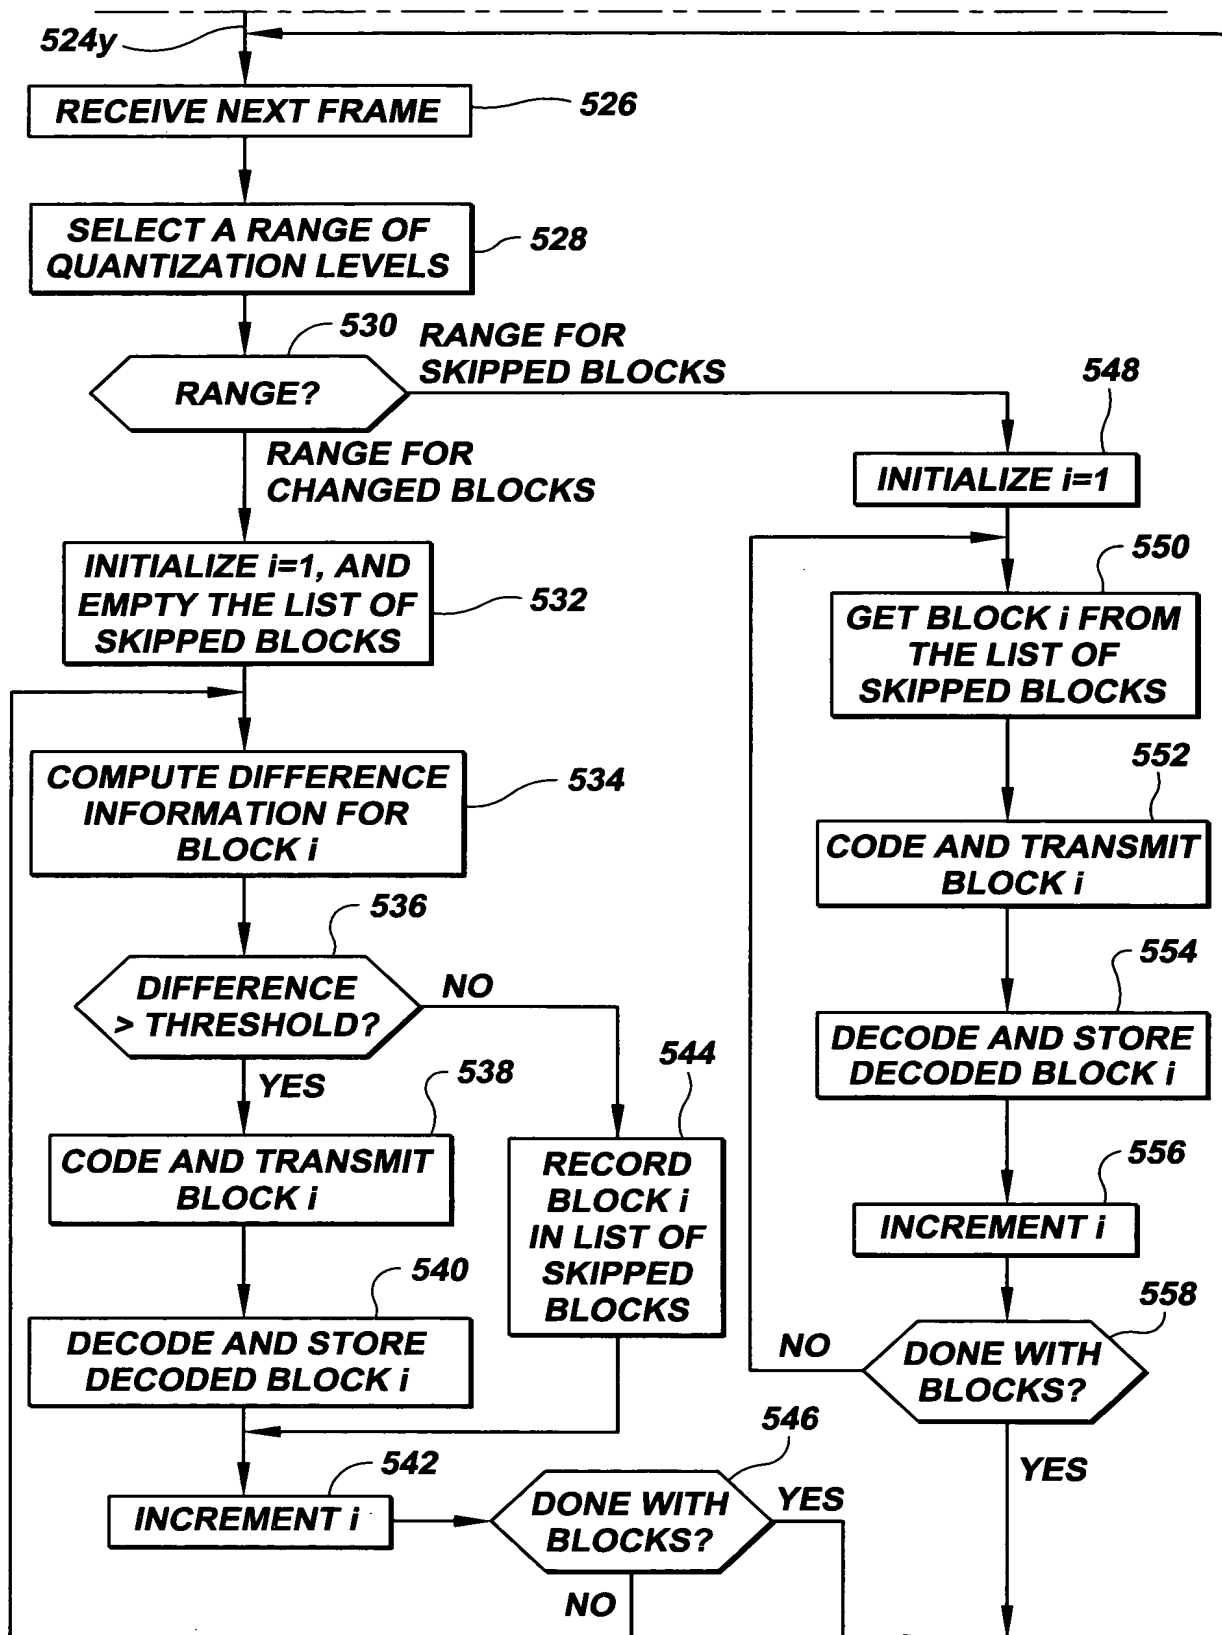 524y
RECEIVE NEXT FRAME
526
SELECT A RANGE OF
QUANTIZATION LEVELS
528
530
RANGE?
RANGE FOR
SKIPPED BLOCKS
RANGE FOR
CHANGED BLOCKS
INITIALIZE i=1, AND
EMPTY THE LIST OF
SKIPPED BLOCKS
532
COMPUTE DIFFERENCE
INFORMATION FOR
BLOCK i
534
536
DIFFERENCE
> THRESHOLD?
NO
YES
538
CODE AND TRANSMIT
BLOCK i
544
RECORD
BLOCK i
IN LIST OF
SKIPPED
BLOCKS
540
DECODE AND STORE
DECODED BLOCK i
542
INCREMENT i
546
DONE WITH
BLOCKS?
YES
NO
548
INITIALIZE i=1
550
GET BLOCK i FROM
THE LIST OF
SKIPPED BLOCKS
552
CODE AND TRANSMIT
BLOCK i
554
DECODE AND STORE
DECODED BLOCK i
556
INCREMENT i
558
DONE WITH
BLOCKS?
NO
YES